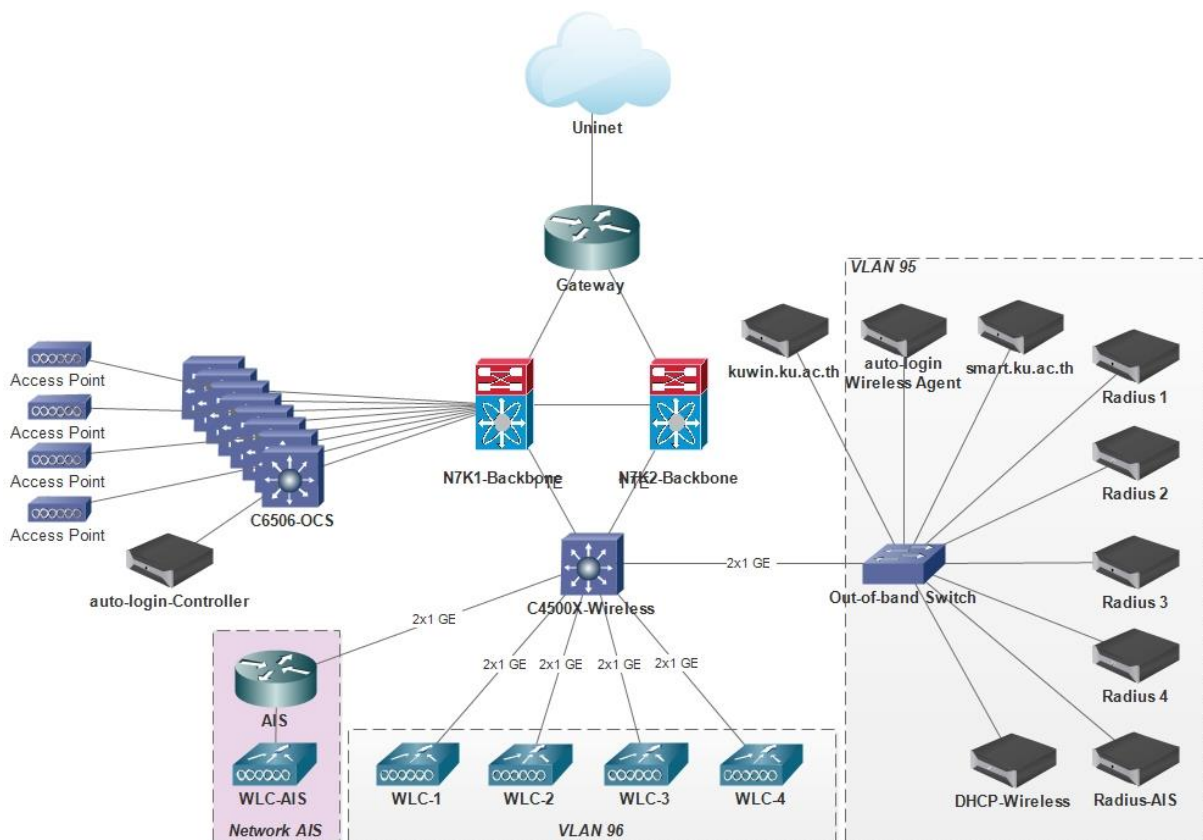 Uninet
Gateway
VLAN 95
kuwin.ku.ac.th
auto-login
Wireless Agent
smart.ku.ac.th
Radius 1
Access Point
Access Point
Access Point
Access Point
N7K1-Backbone
N7K2-Backbone
Radius 2
C6506-OCS
auto-login-Controller
C4500X-Wireless
2x1 GE
Out-of-band Switch
Radius 3
2x1 GE
2x1 GE
2x1 GE
2x1 GE
2x1 GE
Radius 4
AIS
WLC-AIS
WLC-1
WLC-2
WLC-3
WLC-4
DHCP-Wireless
Radius-AIS
Network AIS
VLAN 96